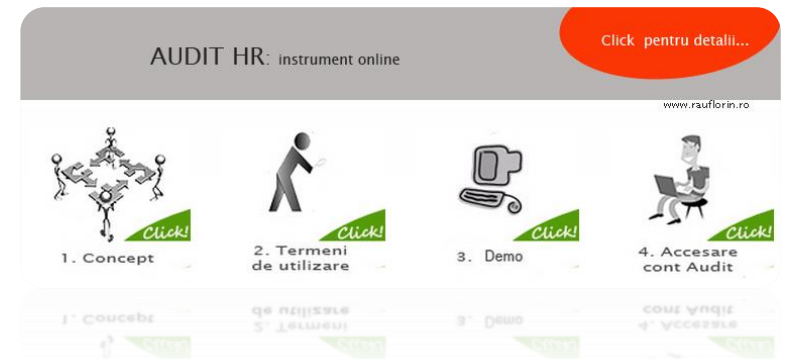 AUDIT HR: instrument online
Click pentru detalii...
www.rauflorin.ro
Click!
Click!
Click!
Click!
1. Concept
2. Termeni
de utilizare
3. Demo
4. Accesare
cont Audit